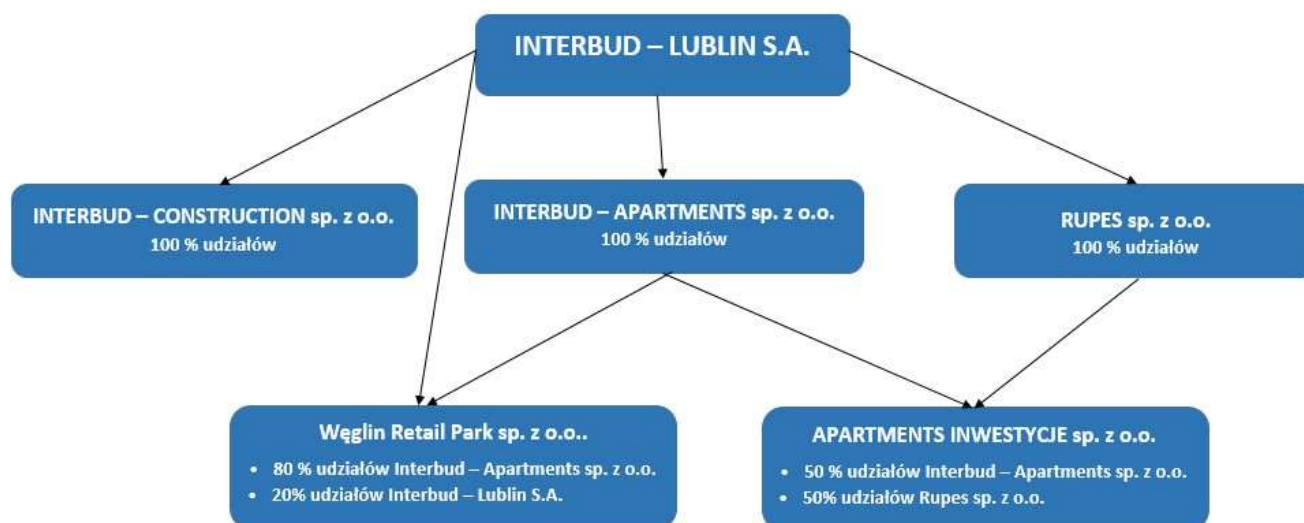 INTERBUD – LUBLIN S.A.
INTERBUD – CONSTRUCTION sp. z o.o.
100 % udziałów
INTERBUD – APARTMENTS sp. z o.o.
100 % udziałów
RUPES sp. z o.o.
100 % udziałów
Węglin Retail Park sp. z o.o..
• 80 % udziałów Interbud – Apartments sp. z o.o.
• 20% udziałów Interbud – Lublin S.A.
APARTMENTS INWESTYCJE sp. z o.o.
• 50 % udziałów Interbud – Apartments sp. z o.o.
• 50% udziałów Rupes sp. z o.o.